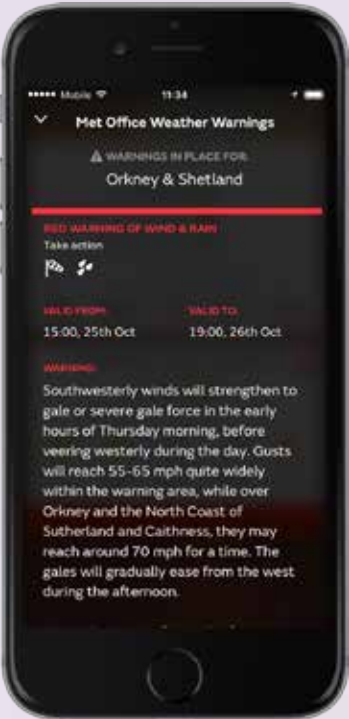 Mobile 11:34
Met Office Weather Warnings
WARNINGS IN PLACE FOR:
Orkney & Shetland
RED WARNING OF WIND & RAIN
Take action
VALID FROM: VALID TO:
15:00, 25th Oct 19:00, 26th Oct
WARNING:
Southwesterly winds will strengthen to
gale or severe gale force in the early
hours of Thursday morning, before
veering westerly during the day. Gusts
will reach 55-65 mph quite widely
within the warning area, while over
Orkney and the North Coast of
Sutherland and Caithness, they may
reach around 70 mph for a time. The
gales will gradually ease from the west
during the afternoon.